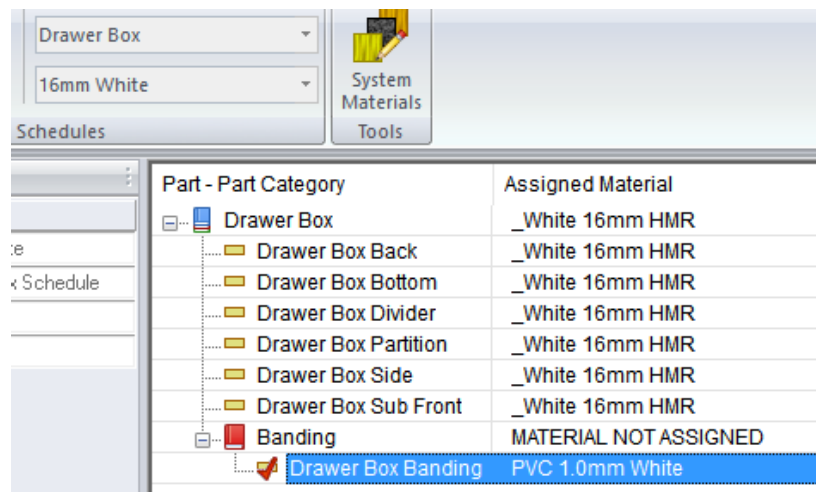 Drawer Box
16mm White
System
Materials
Schedules
Tools
Part - Part Category Assigned Material
Drawer Box _White 16mm HMR
Drawer Box Back _White 16mm HMR
Drawer Box Bottom _White 16mm HMR
Drawer Box Divider _White 16mm HMR
Drawer Box Partition _White 16mm HMR
Drawer Box Side _White 16mm HMR
Drawer Box Sub Front _White 16mm HMR
Banding MATERIAL NOT ASSIGNED
Drawer Box Banding PVC 1.0mm White
Schedule